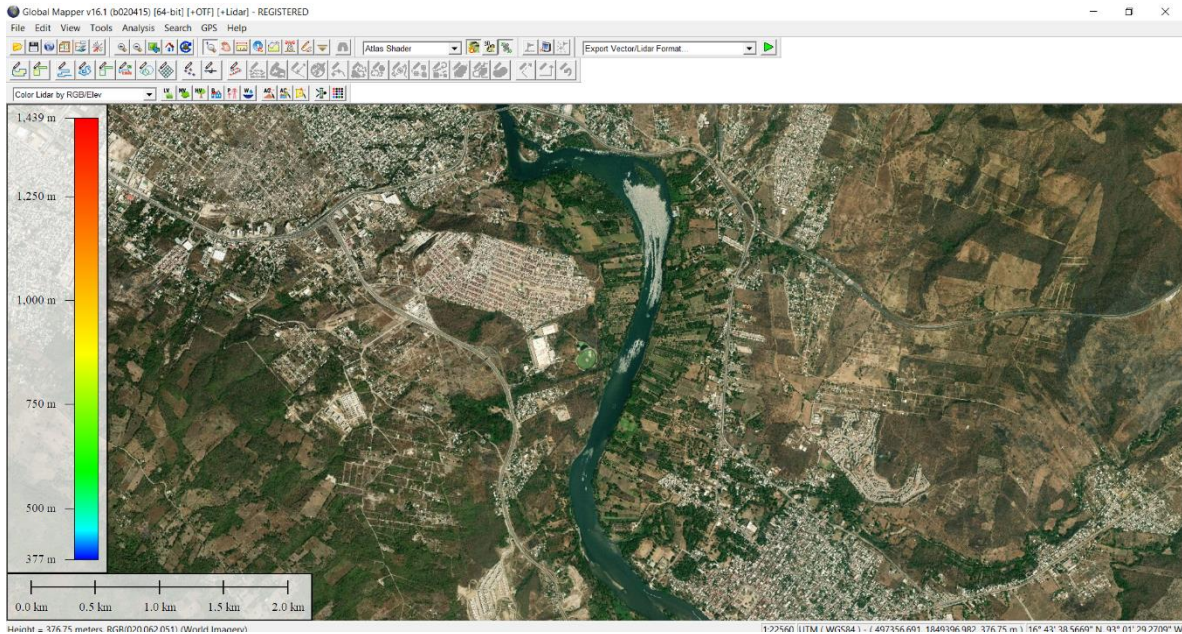 Global Mapper v16.1 (b020415) [64-bit] [+OTF] [+Lidar] - REGISTERED
File Edit View Tools Analysis Search GPS Help
Atlas Shader
Export Vector/Lidar Format...
Color Lidar by RGB/Elev
1,439 m
1,250 m
1,000 m
750 m
500 m
377 m
0.0 km 0.5 km 1.0 km 1.5 km 2.0 km
Height = 376.75 meters, RGB(020,062,051) (World Imagery) 1:22560 UTM ( WGS84 ) - ( 497356.691, 1849396.982, 376.75 m ) 16° 43' 38.5669" N, 93° 01' 29.2709" W